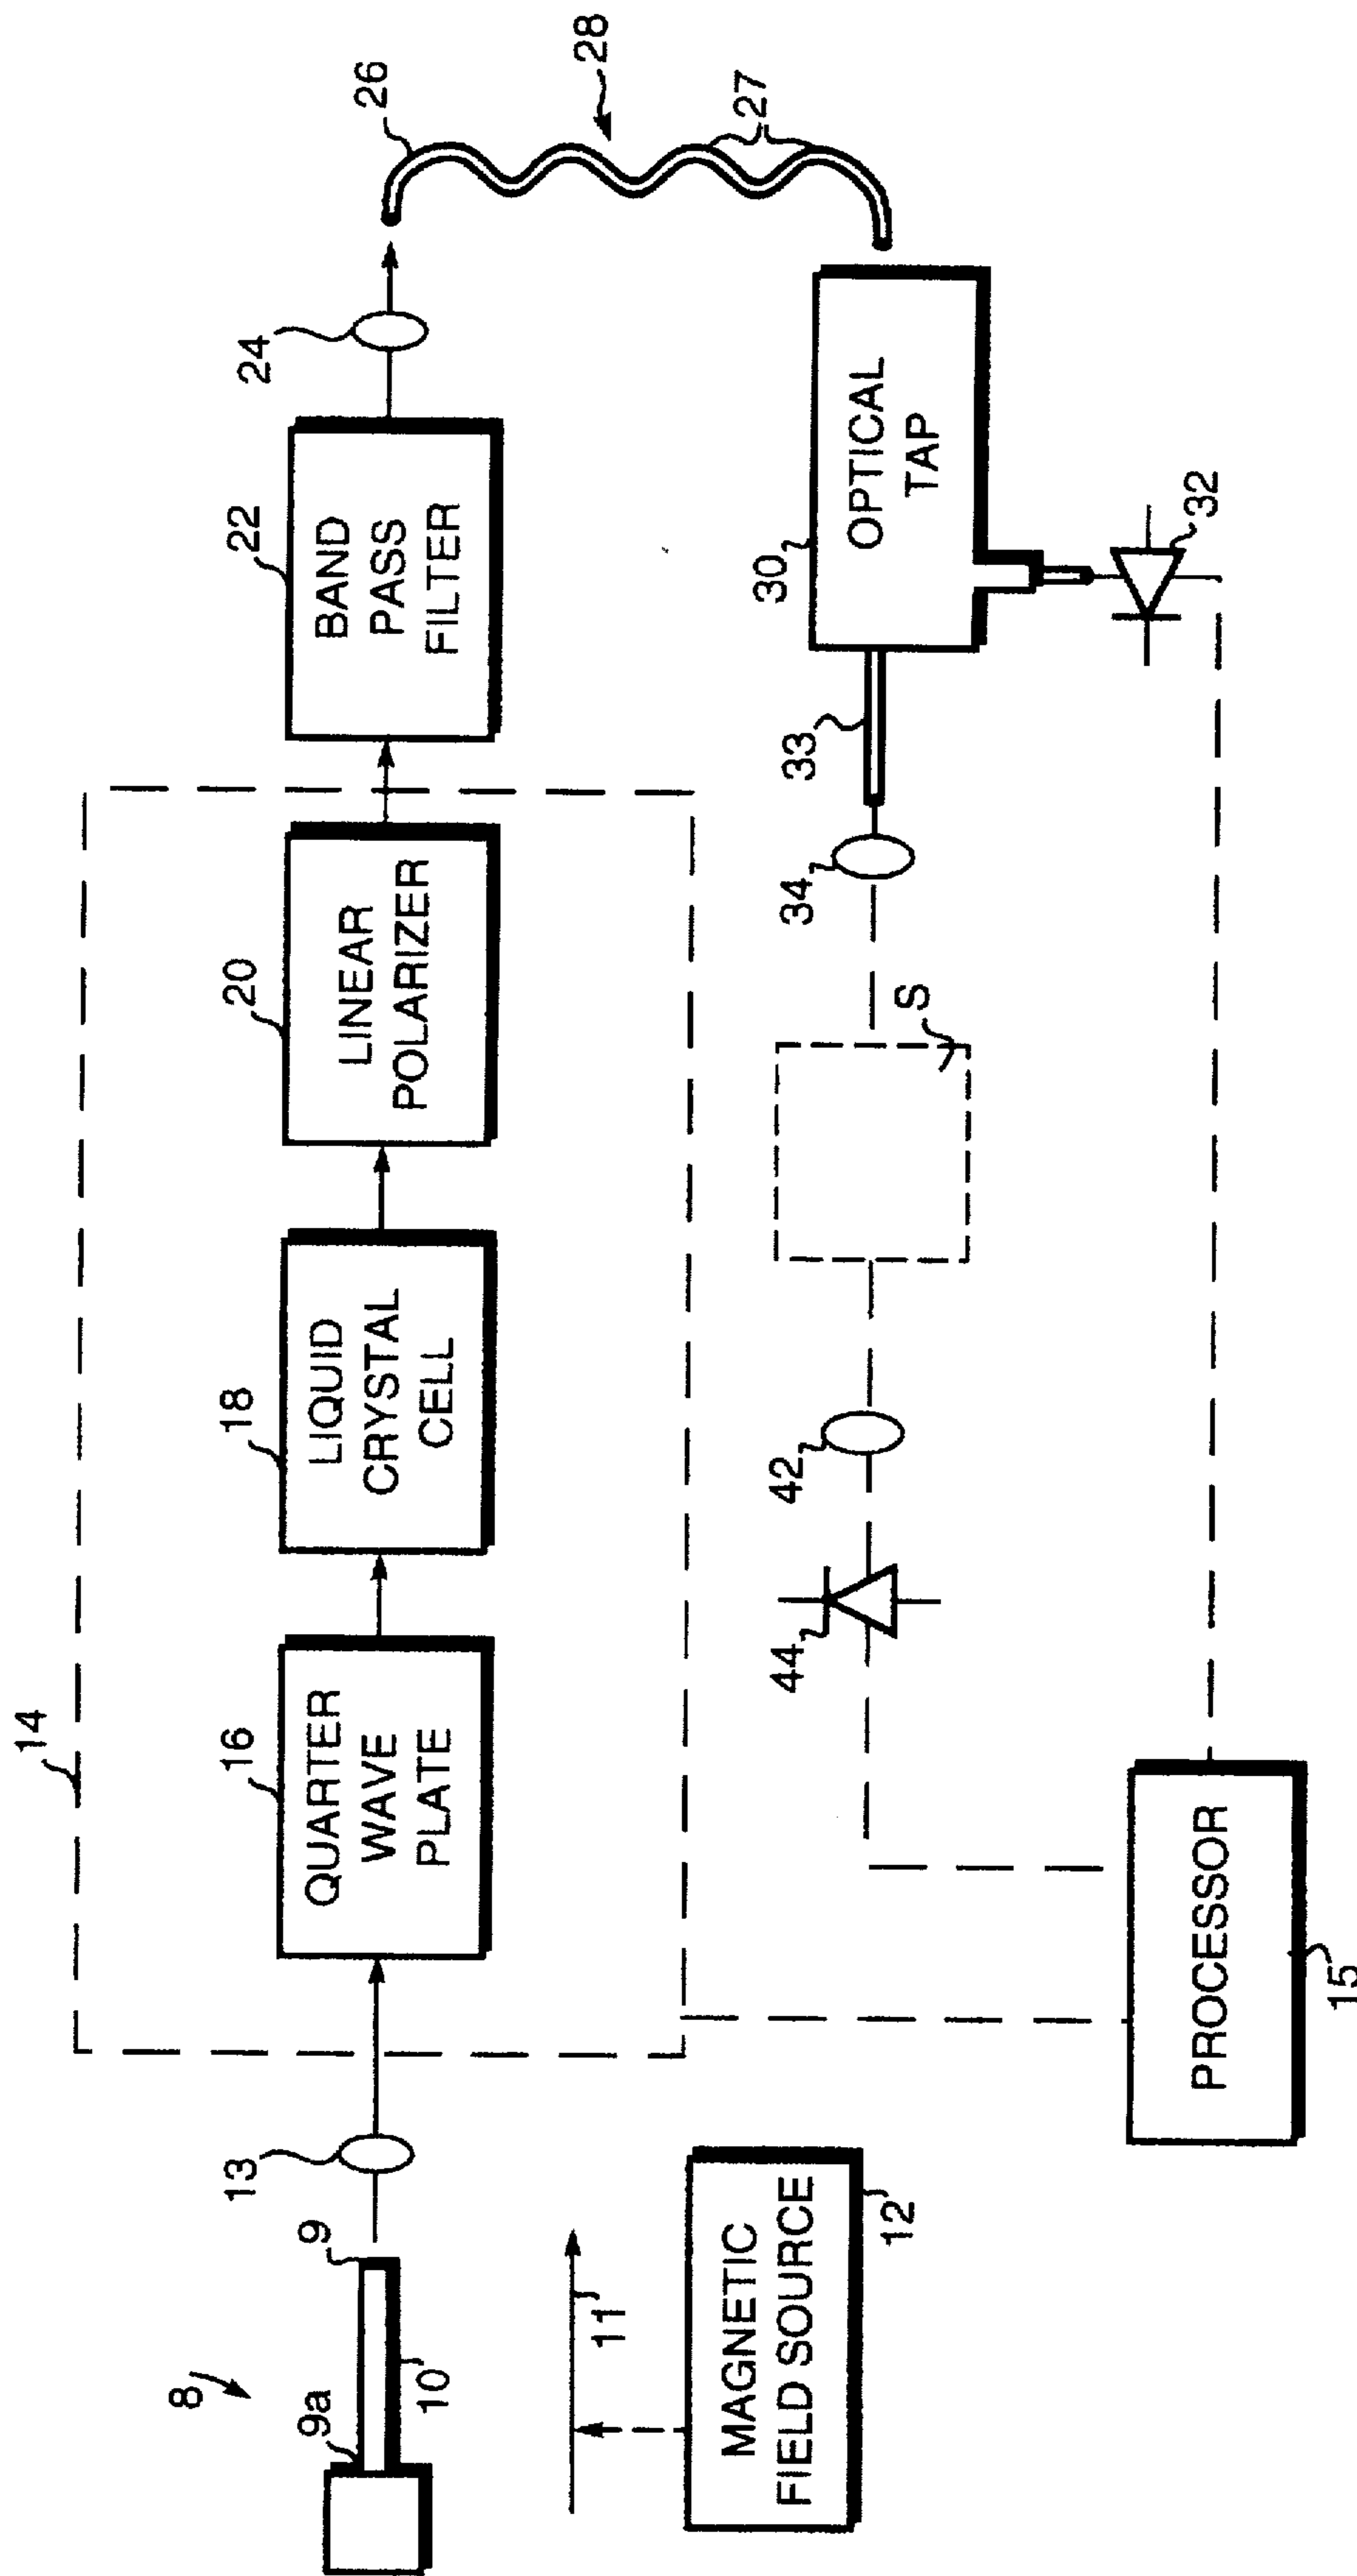 8
9a
9
10
11
MAGNETIC
FIELD SOURCE
12
13
14
16
QUARTER
WAVE
PLATE
18
LIQUID
CRYSTAL
CELL
20
LINEAR
POLARIZER
22
BAND
PASS
FILTER
24
26
28
27
30
OPTICAL
TAP
32
33
34
S
42
44
PROCESSOR
15